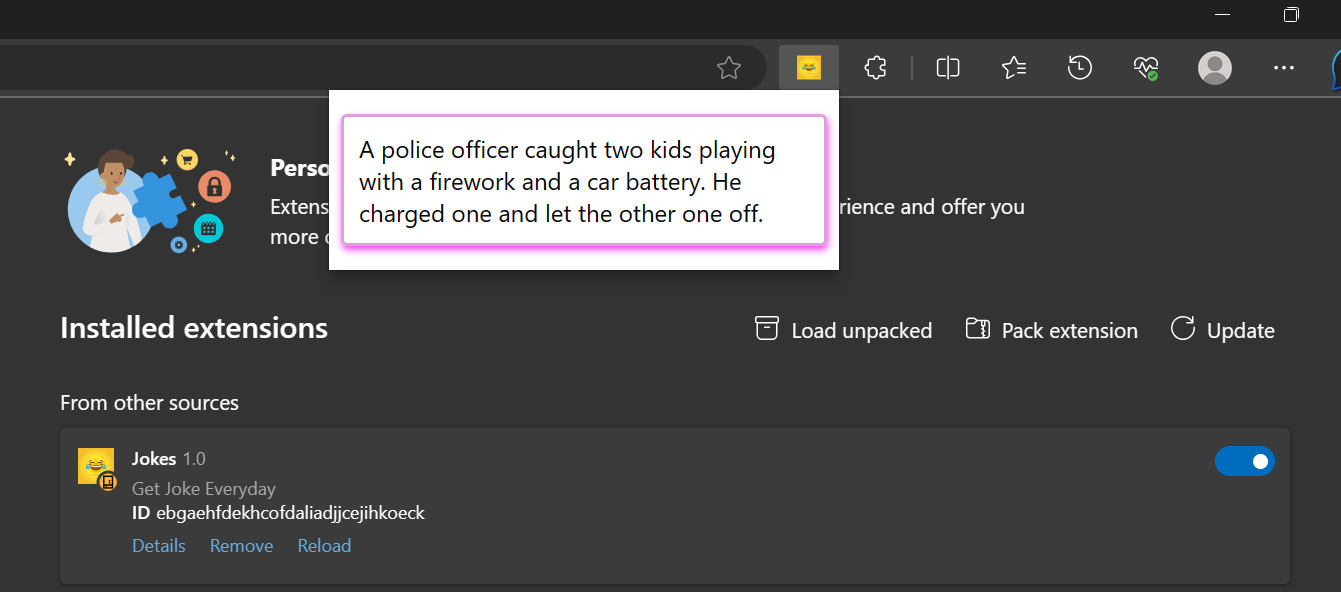 A police officer caught two kids playing
with a firework and a car battery. He
charged one and let the other one off.
Perso
Extens rience and offer you
more
Installed extensions
Load unpacked
Pack extension
Update
From other sources
Jokes 1.0
Get Joke Everyday
ID ebgaehfdekhcofdaliadjjcejihkoeck
Details Remove Reload